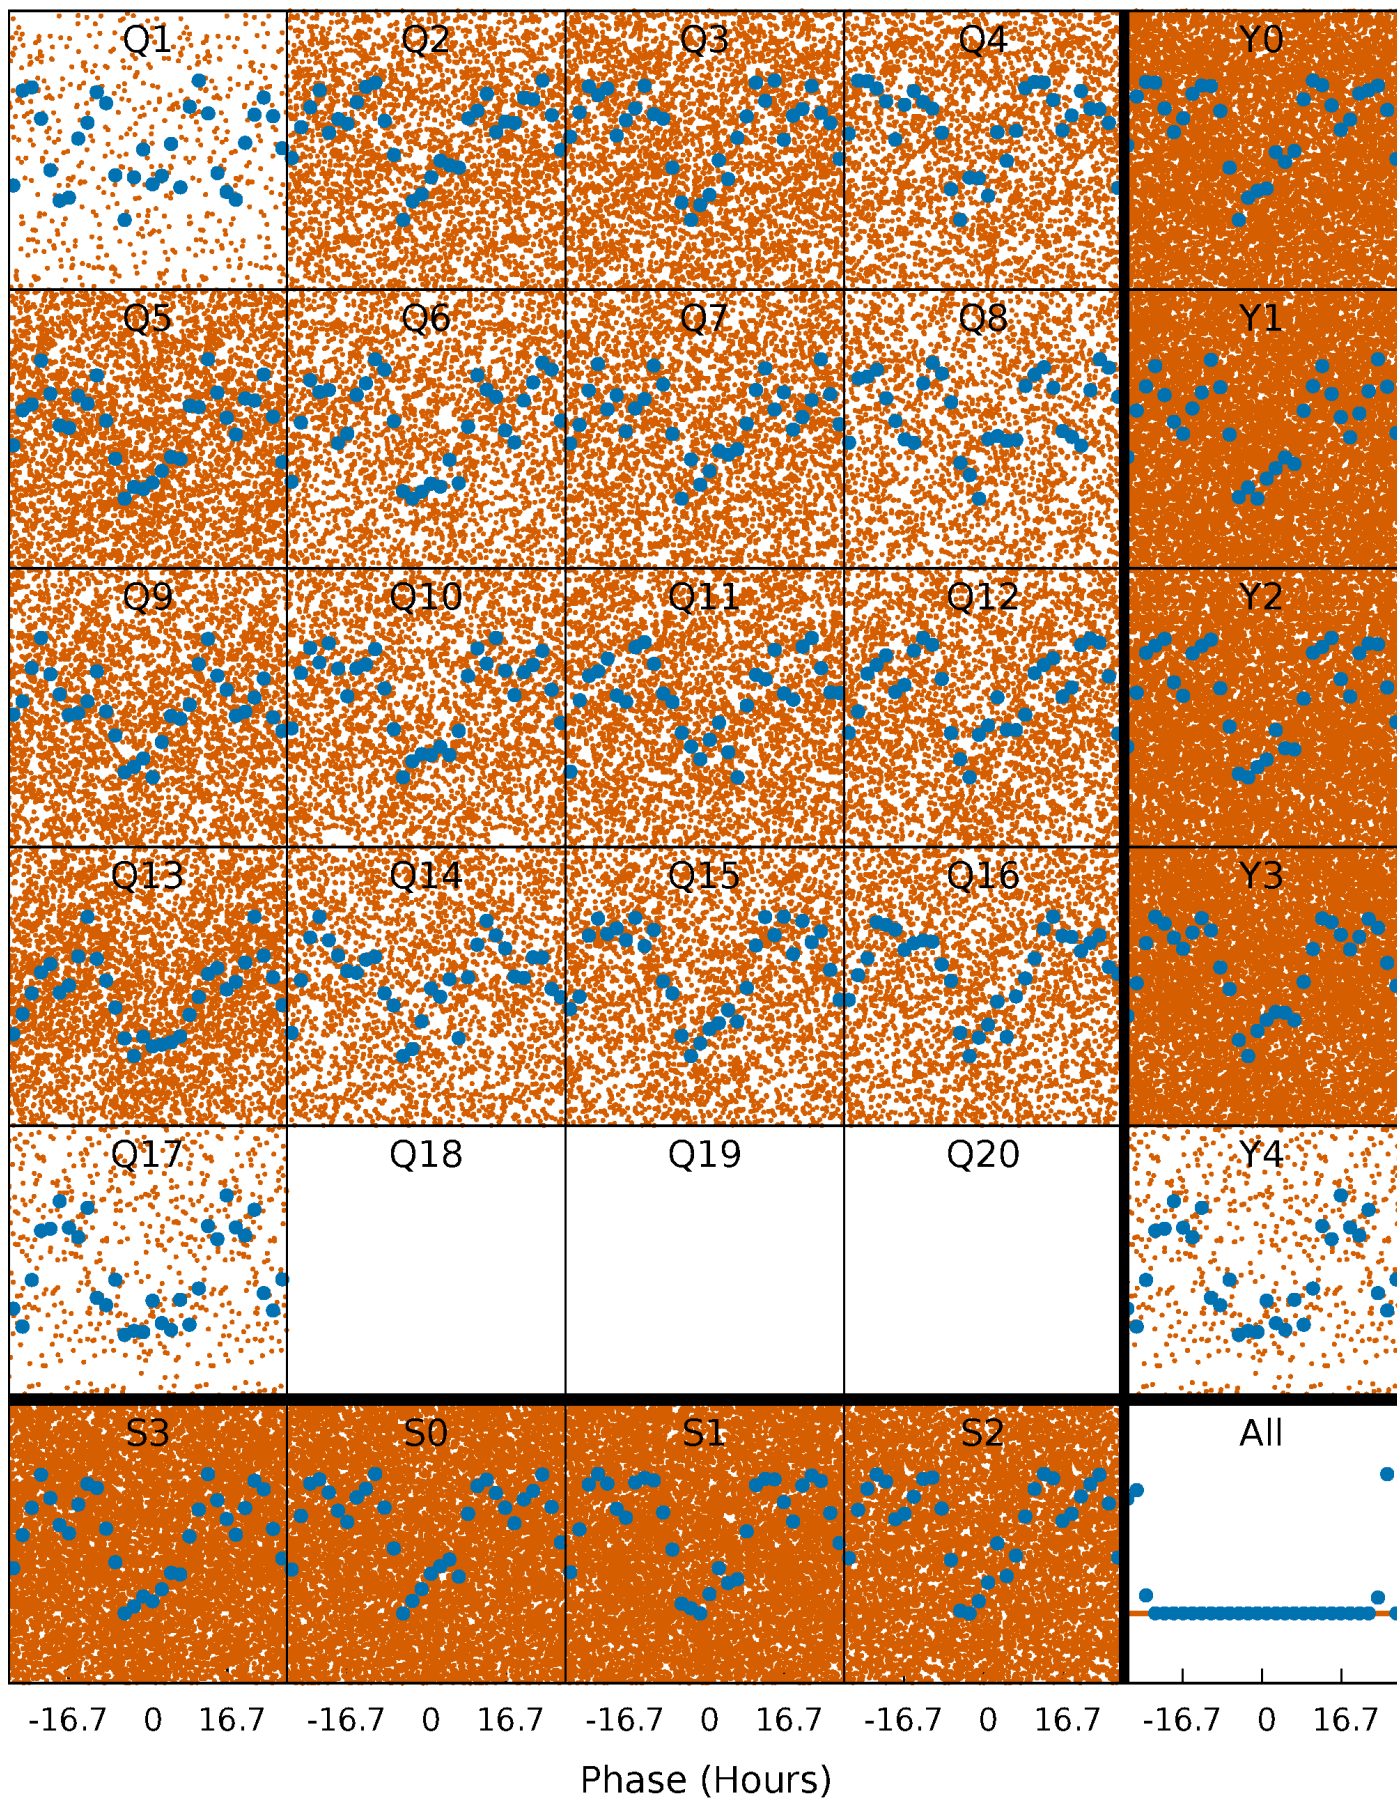 Q1 Q2 Q3 Q4 Y0
Q5 Q6 Q7 Q8 Y1
Q9 Q10 Q11 Q12 Y2
Q13 Q14 Q15 Q16 Y3
Q17 Q18 Q19 Q20 Y4
S3 S0 S1 S2 All
-16.7 0 16.7 -16.7 0 16.7 -16.7 0 16.7 -16.7 0 16.7 -16.7 0 16.7
Phase (Hours)